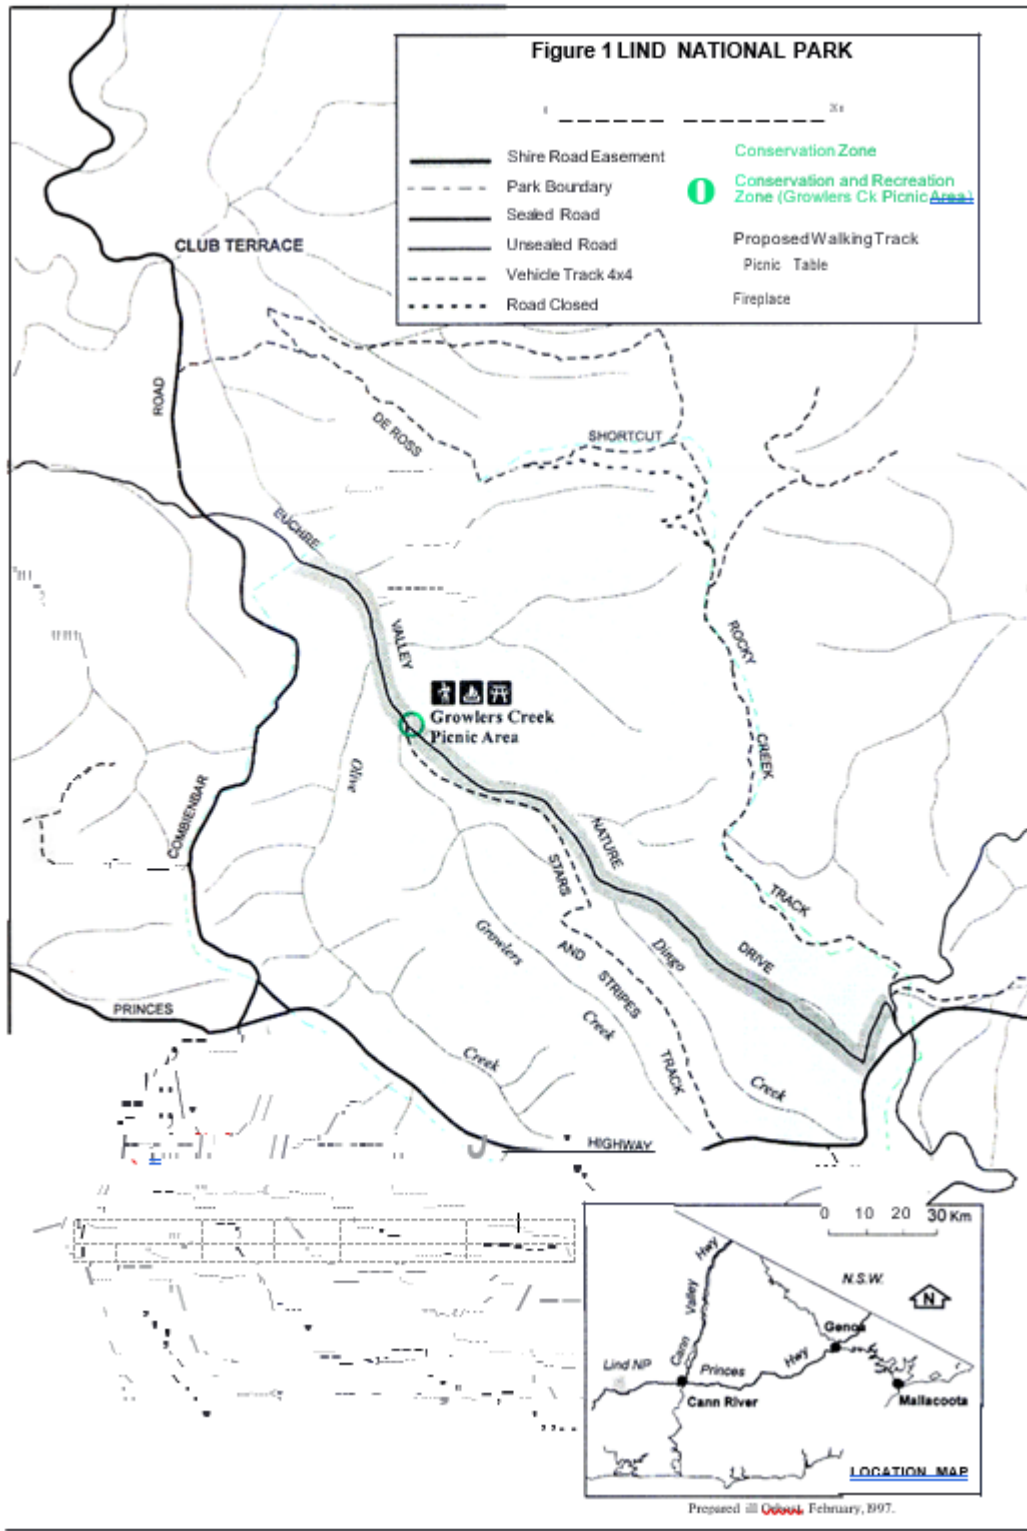 Figure 1 LIND NATIONAL PARK
Shire Road Easement
Park Boundary
Sealed Road
Unsealed Road
Vehicle Track 4x4
Road Closed
Conservation Zone
Conservation and Recreation
Zone (Growlers Ck Picnic Area)
Proposed Walking Track
Picnic Table
Fireplace
CLUB TERRACE
ROAD
DE ROSS
SHORTCUT
EUCHRE
VALLEY
ROCKY
Growlers Creek
Picnic Area
CREEK
Olive
COMBIENBAR
NATURE
STARS
TRACK
Growlers
AND
Dingo
DRIVE
STRIPES
PRINCES
Creek
Creek
TRACK
Creek
HIGHWAY
0 10 20 30 Km
Hwy
N.S.W.
Valley
N
Genoa
Cann
Hwy
Lind NP
Princes
Cann River
Mallacoota
LOCATION MAP
Prepared ill Orbost, February, 1997.